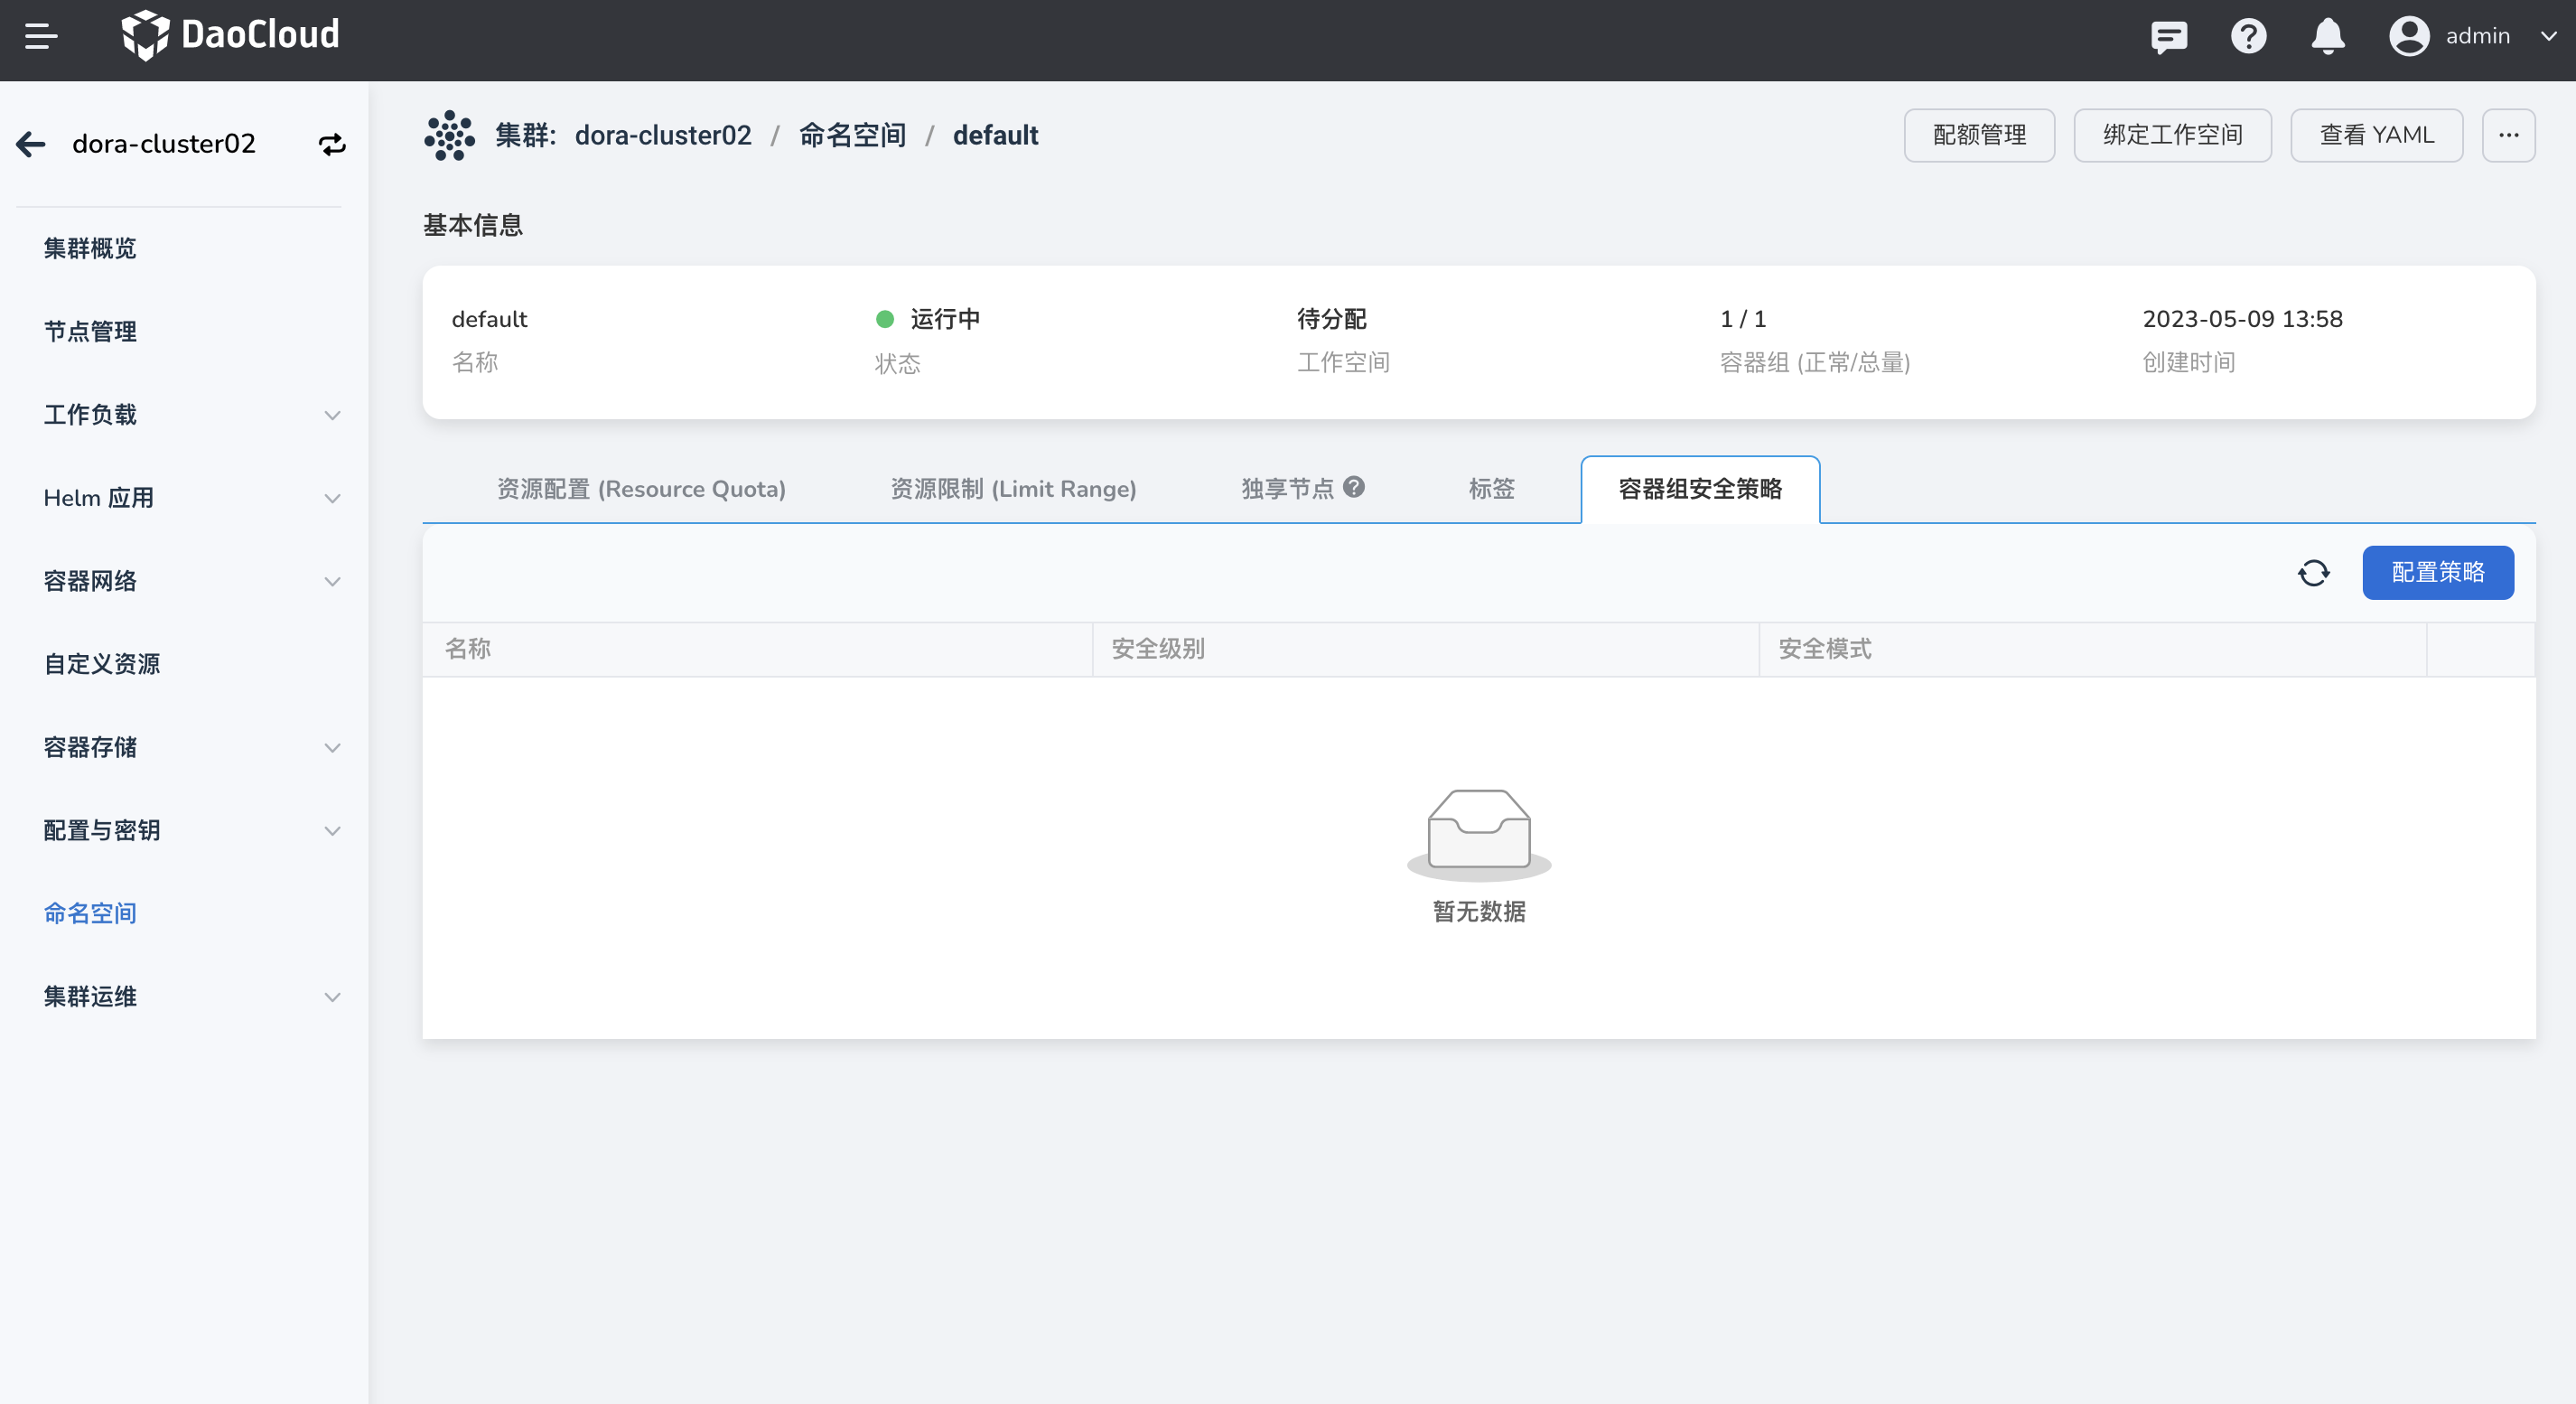 DaoCloud
admin
dora-cluster02
集群概览
节点管理
工作负载
Helm 应用
容器网络
自定义资源
容器存储
配置与密钥
命名空间
集群运维
集群: dora-cluster02 / 命名空间 / default
配额管理
绑定工作空间
查看 YAML
基本信息
default
名称
运行中
状态
待分配
工作空间
1 / 1
容器组 (正常/总量)
2023-05-09 13:58
创建时间
资源配置 (Resource Quota)
资源限制 (Limit Range)
独享节点
标签
容器组安全策略
配置策略
名称
安全级别
安全模式
暂无数据